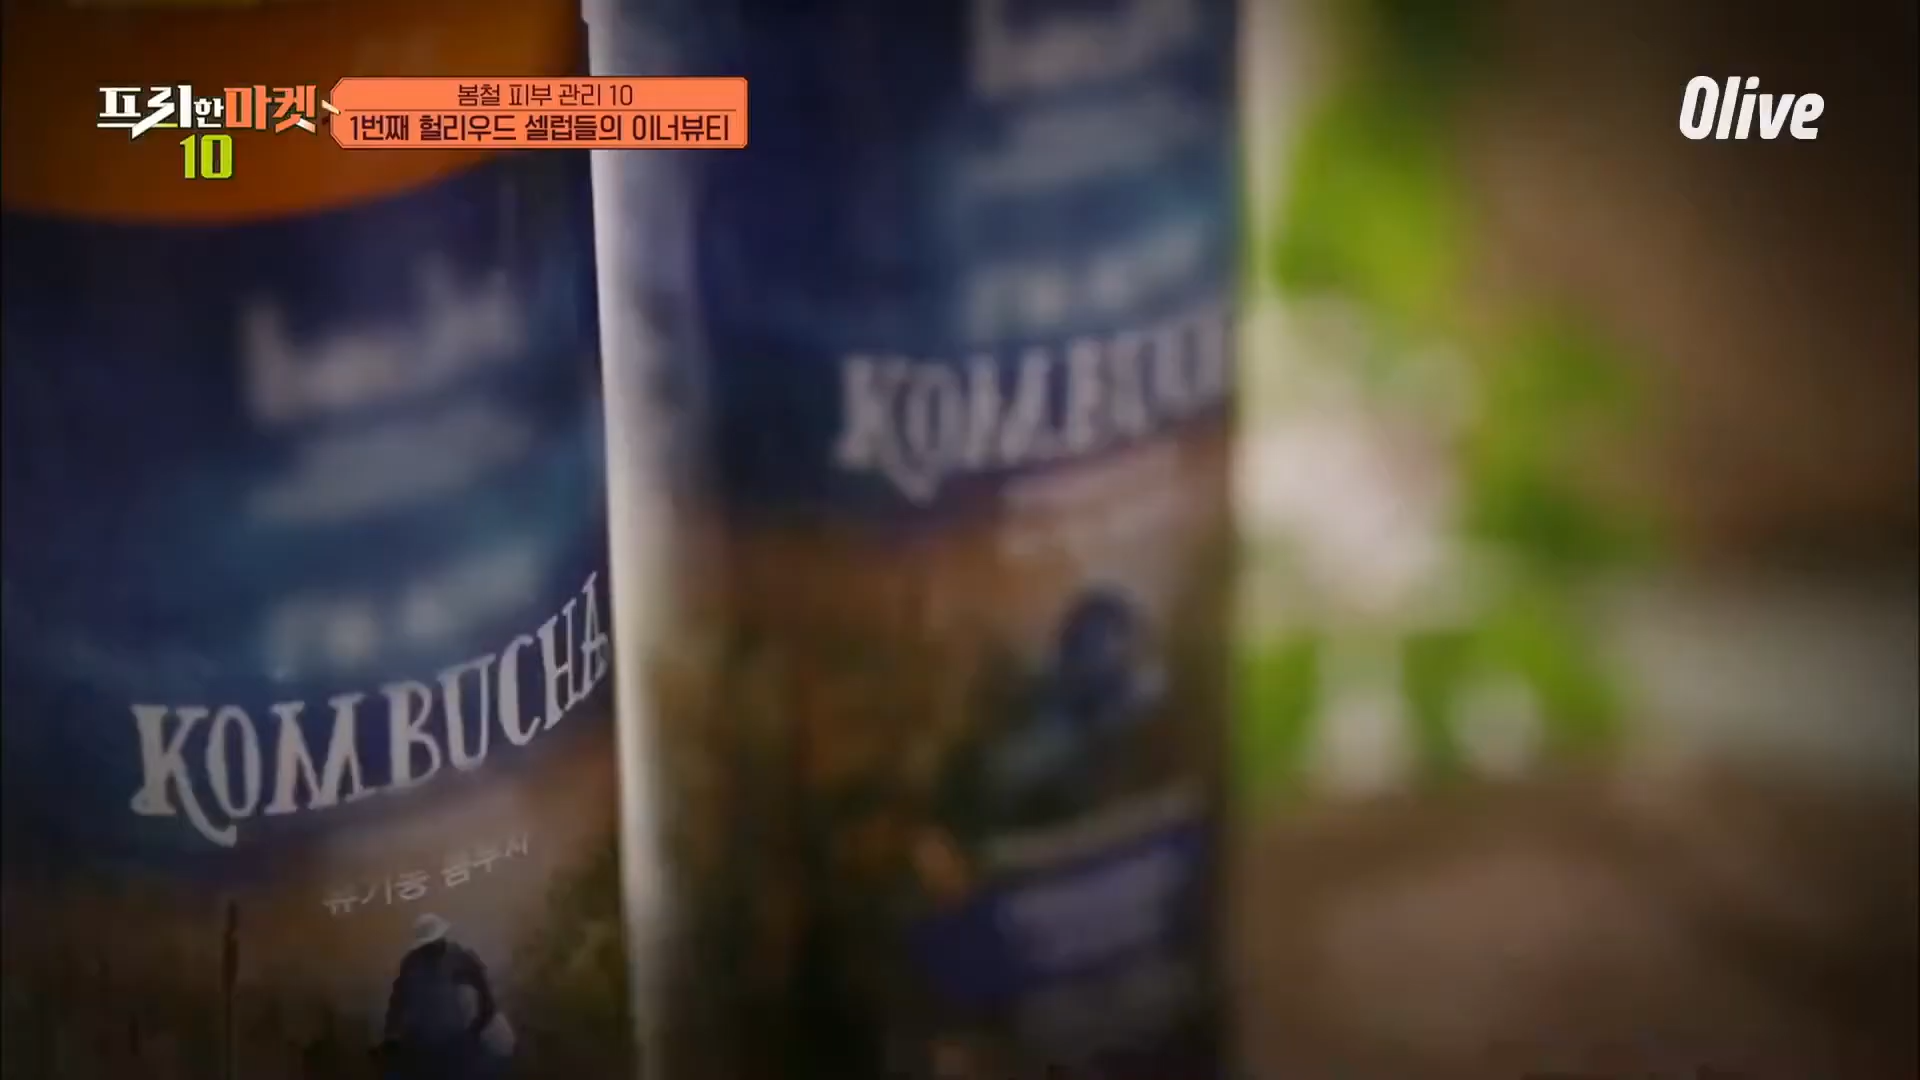 프리한마켓
10
봄철 피부 관리 10
1번째 헐리우드 셀럽들의 이너뷰티
Olive
KOMBUCHA
KOMBU
유기농 콤부차